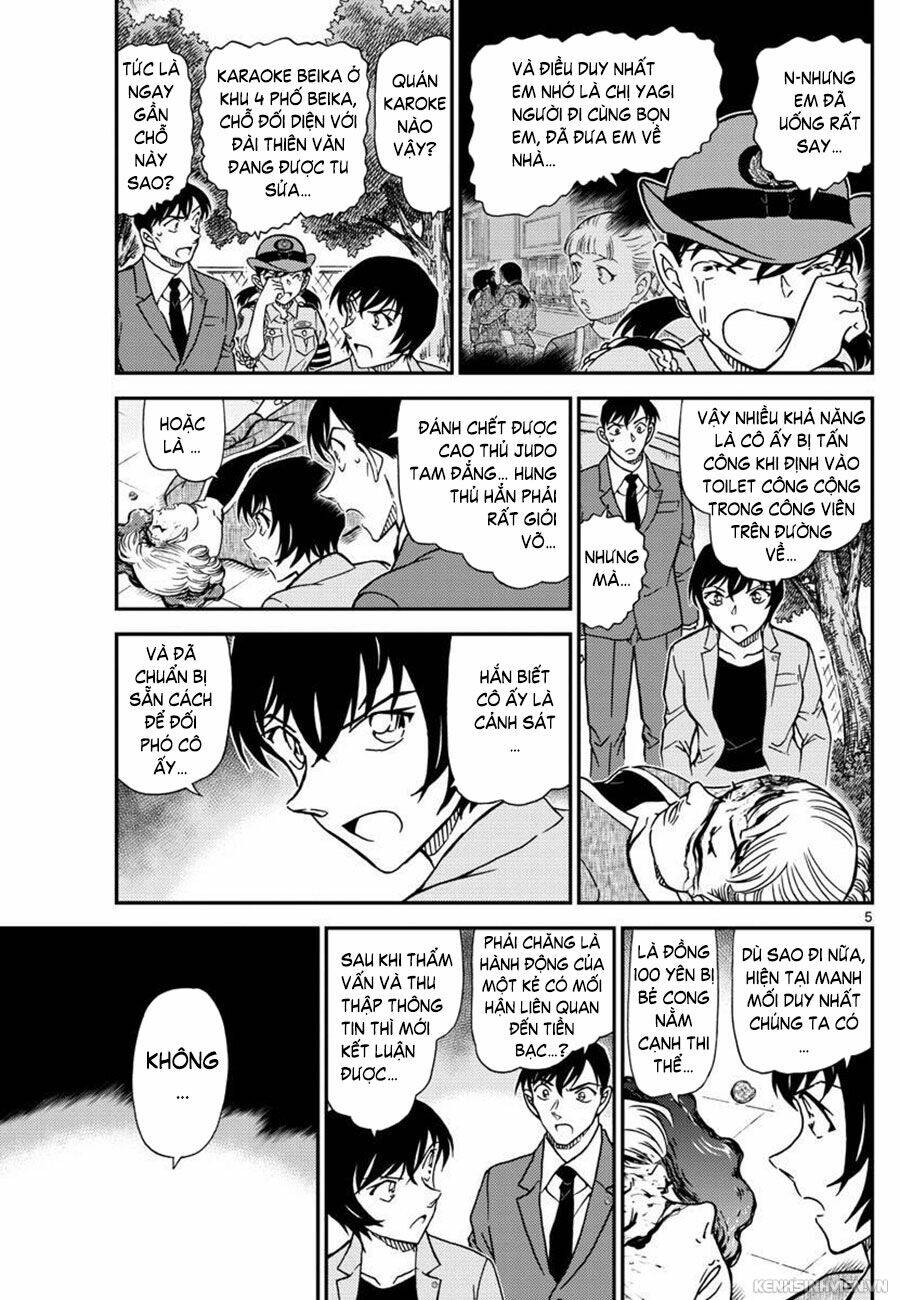 N-NHƯNG
EM ĐÃ
UỐNG RẤT
SAY...
VÀ ĐIỀU DUY NHẤT
EM NHỚ LÀ CHỊ YAGI
NGƯỜI ĐI CÙNG BỌN
EM, ĐÃ ĐƯA EM VỀ
NHÀ...
QUÁN
KAROKE
NÀO
VẬY?
KARAOKE BEIKA Ở
KHU 4 PHỐ BEIKA,
CHỖ ĐỐI DIỆN VỚI
ĐÀI THIÊN VĂN
ĐANG ĐƯỢC TU
SỬA...
TỨC LÀ
NGAY
GẦN CHỖ
NÀY
SAO?
VẬY NHIỀU KHẢ NĂNG
LÀ CÔ ẤY BỊ TẤN
CÔNG KHI ĐỊNH VÀO
TOILET CÔNG CỘNG
TRONG CÔNG VIÊN
TRÊN ĐƯỜNG
VỀ...
NHƯNG
MÀ...
ĐÁNH CHẾT ĐƯỢC
CAO THỦ JUDO
TAM ĐẲNG... HUNG
THỦ HẲN PHẢI
RẤT GIỎI
VÕ...
HOẶC
LÀ ...
HẮN BIẾT
CÔ ẤY LÀ
CẢNH SÁT
...
VÀ ĐÃ
CHUẨN BỊ
SẴN CÁCH
ĐỂ ĐỐI
PHÓ CÔ
ẤY...
5
DÙ SAO ĐI NỮA,
HIỆN TẠI MANH
MỐI DUY NHẤT
CHÚNG TA CÓ
...
LÀ ĐỒNG
100 YÊN BỊ
BẺ CONG
NẰM
CẠNH THI
THỂ...
PHẢI CHĂNG LÀ
HÀNH ĐỘNG CỦA
MỘT KẺ CÓ MỐI
HẬN LIÊN QUAN
ĐẾN TIỀN
BẠC...?
SAU KHI THẨM
VẤN VÀ THU
THẬP THÔNG
TIN THÌ MỚI
KẾT LUẬN
ĐƯỢC...
KHÔNG
...
KENHSINHVIEN.VN